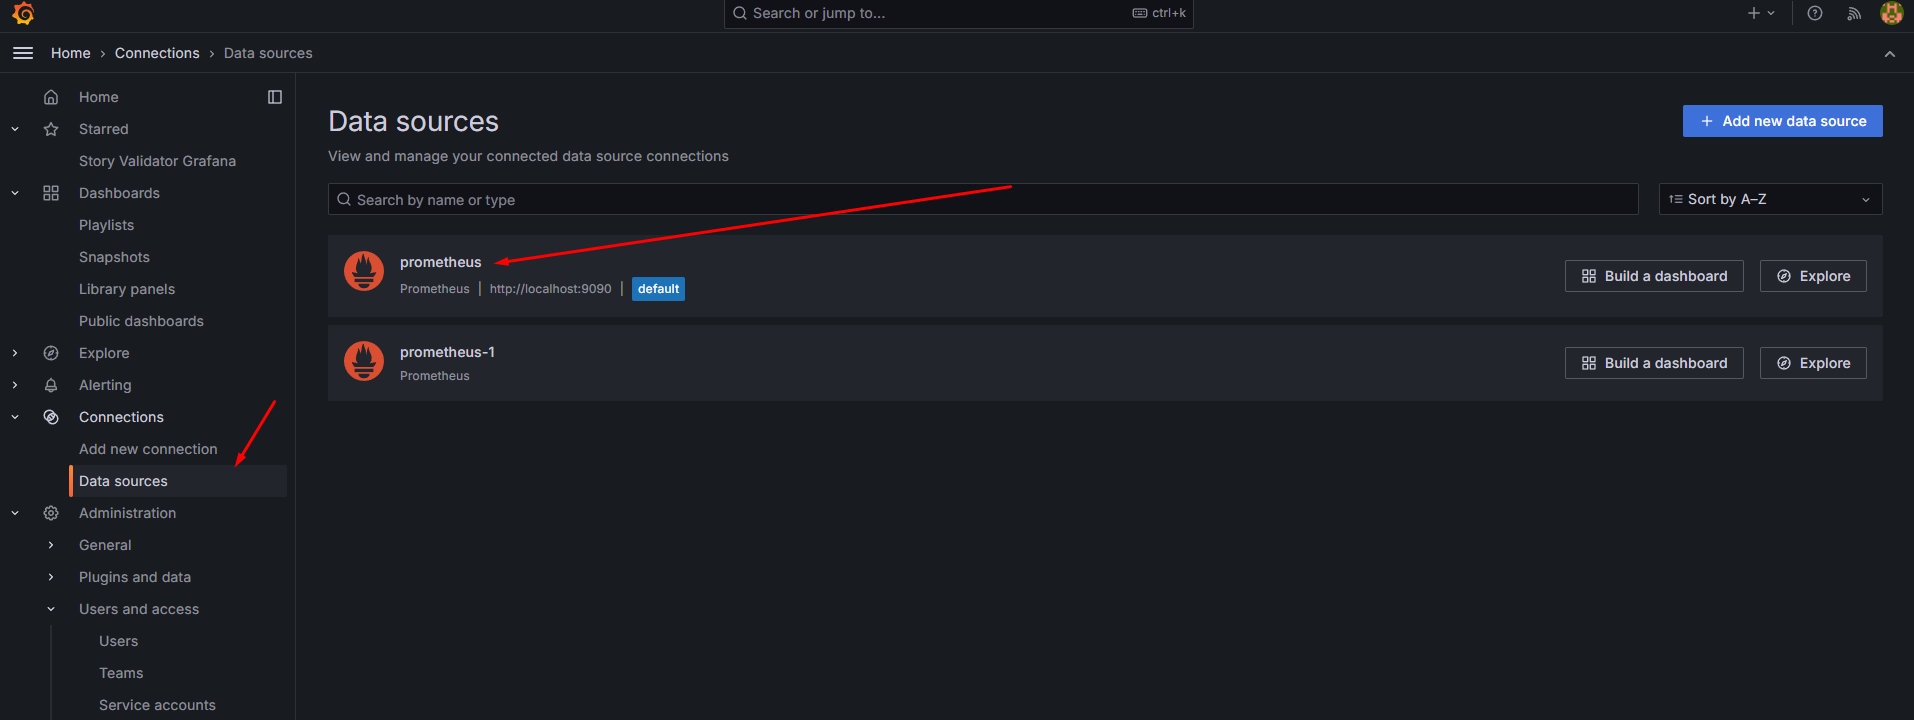 Search or jump to...
ctrl+k
Home › Connections › Data sources
Home
Starred
Story Validator Grafana
Dashboards
Playlists
Snapshots
Library panels
Public dashboards
Explore
Alerting
Connections
Add new connection
Data sources
Administration
General
Plugins and data
Users and access
Users
Teams
Service accounts
Data sources
Add new data source
View and manage your connected data source connections
Search by name or type
Sort by A–Z
prometheus
Prometheus | http://localhost:9090 | default
Build a dashboard
Explore
prometheus-1
Prometheus
Build a dashboard
Explore